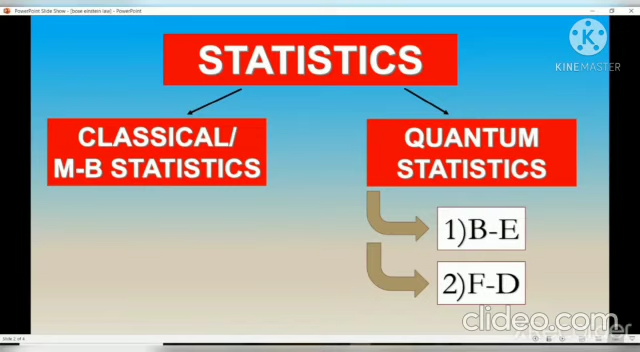 PowerPoint Slide Show - [bose einstein law] - PowerPoint
KINEMASTER
STATISTICS
CLASSICAL/
M-B STATISTICS
QUANTUM
STATISTICS
1)B-E
2)F-D
clideo.com
Slide 2 of 4